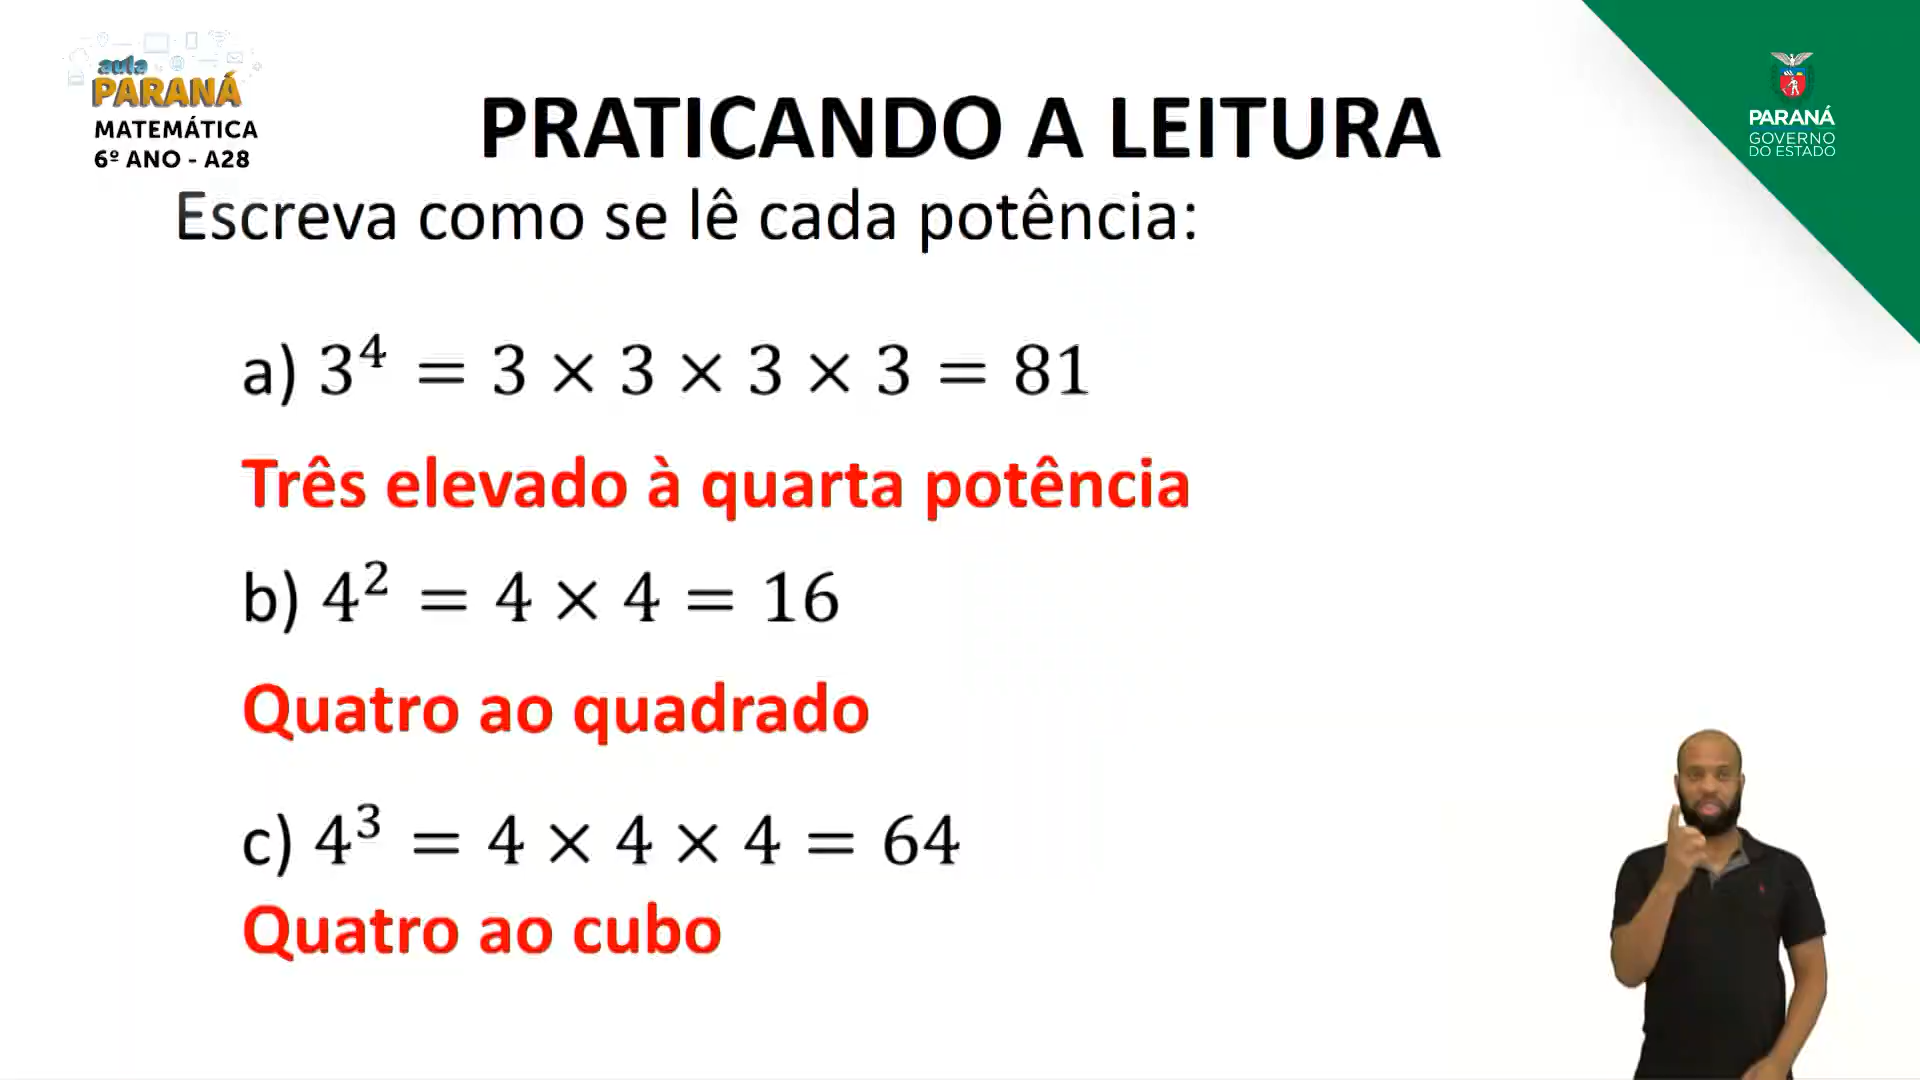 aula
PARANÁ
MATEMÁTICA
6º ANO - A28
PRATICANDO A LEITURA
PARANÁ
GOVERNO
DO ESTADO
Escreva como se lê cada potência:
a) 3⁴ = 3 × 3 × 3 × 3 = 81
Três elevado à quarta potência
b) 4² = 4 × 4 = 16
Quatro ao quadrado
c) 4³ = 4 × 4 × 4 = 64
Quatro ao cubo